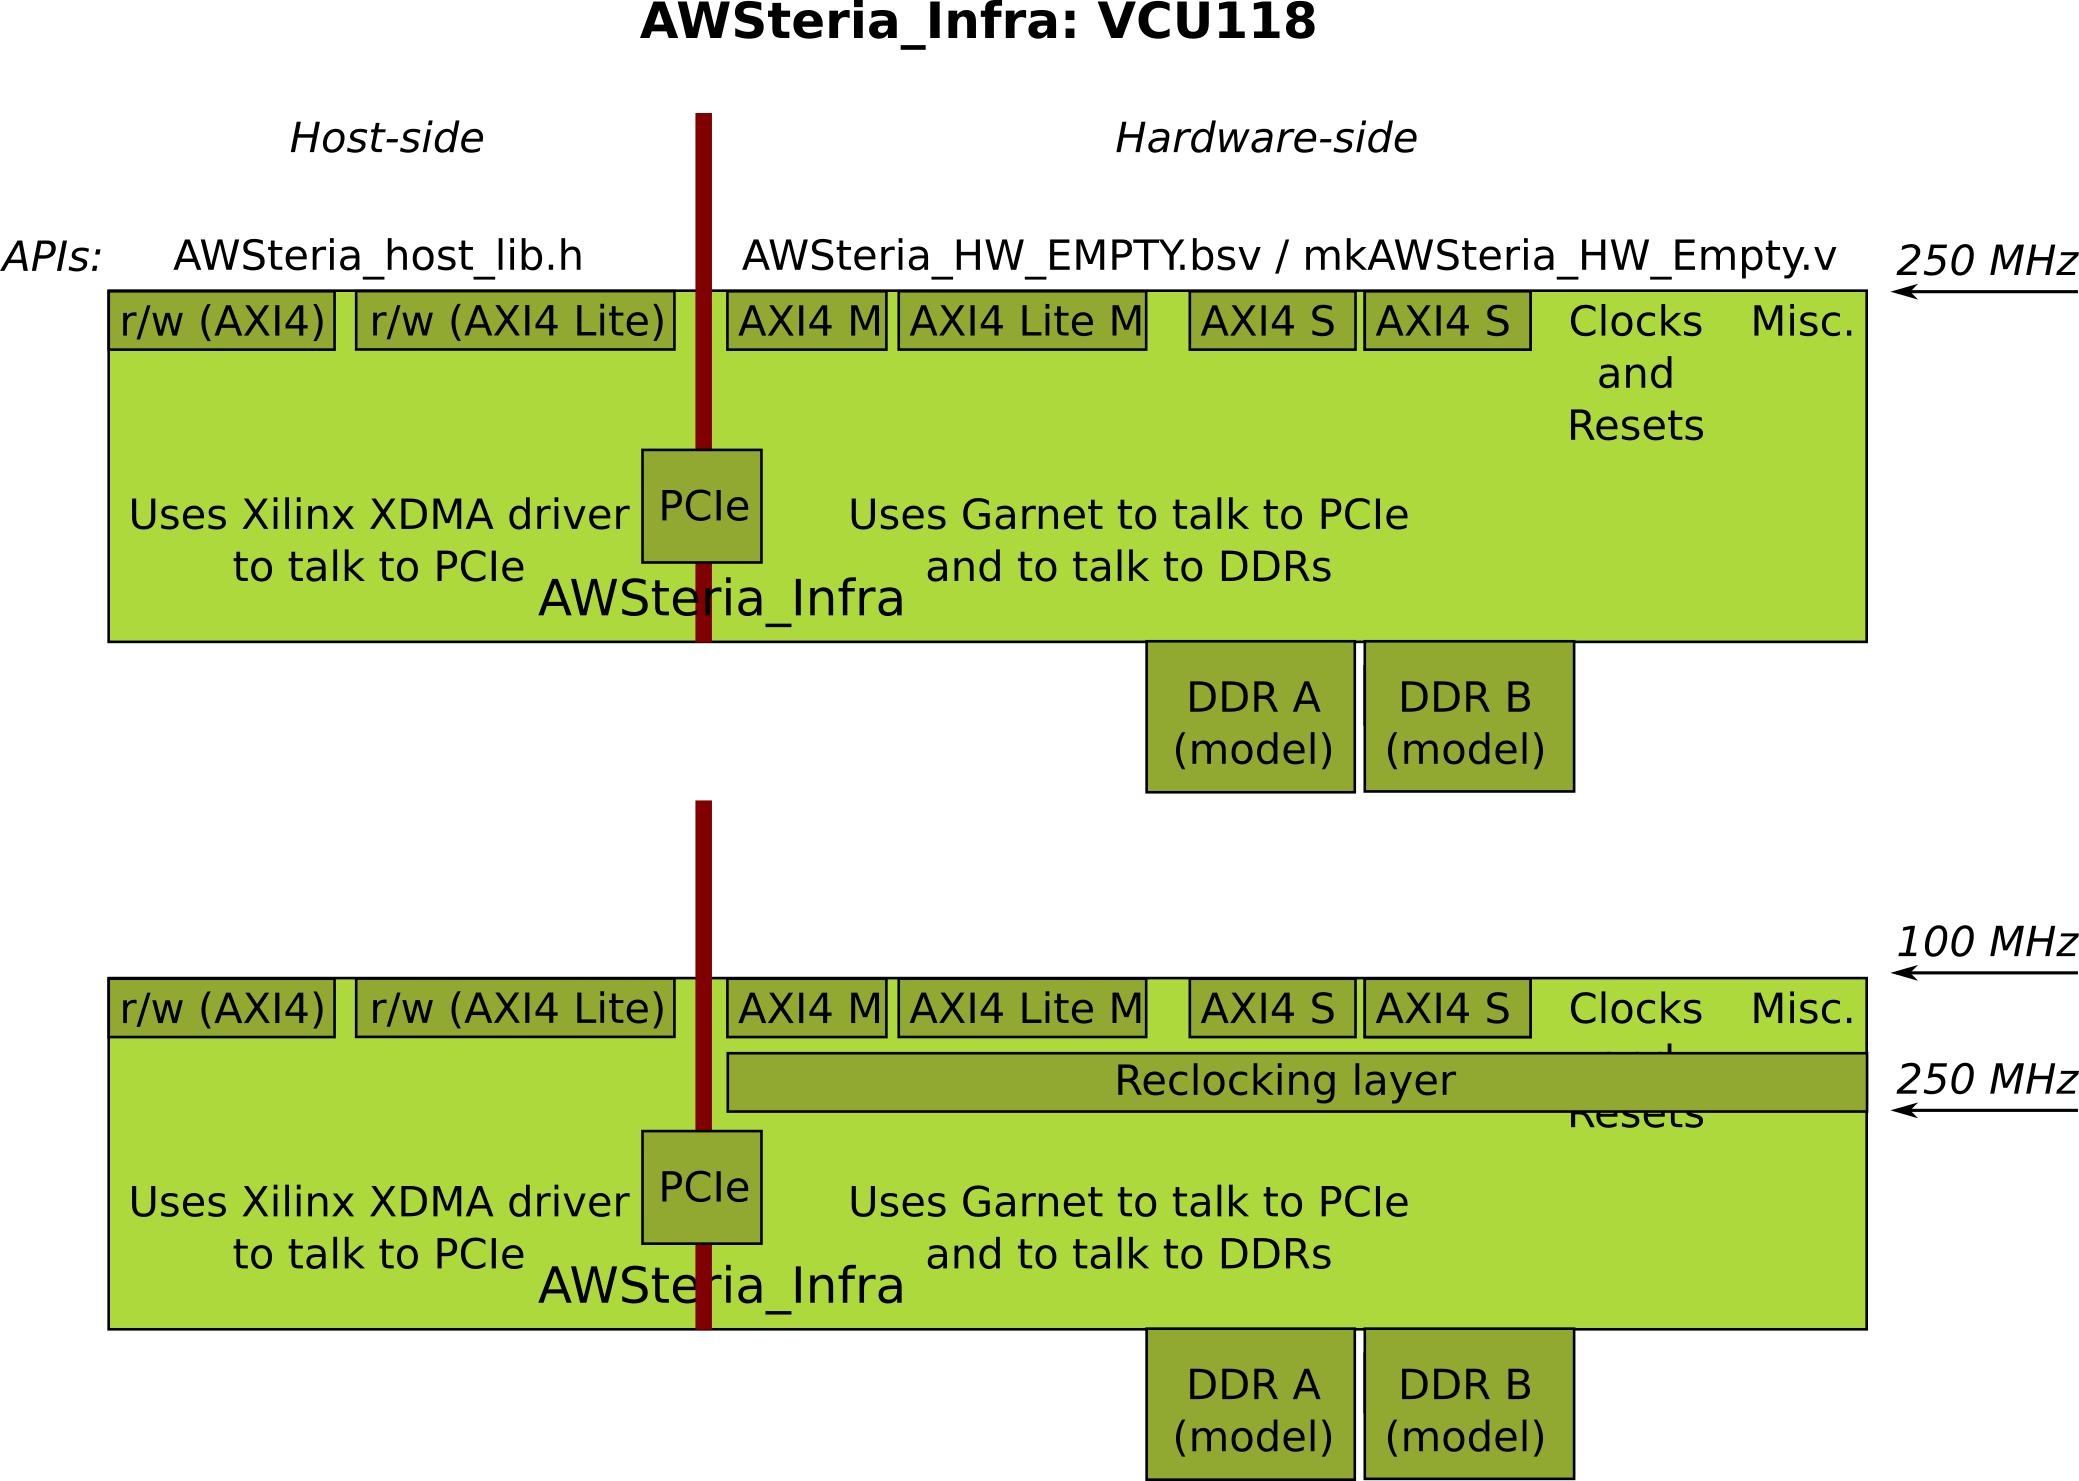 AWSteria_Infra: VCU118
Host-side
Hardware-side
APIs:
AWSteria_host_lib.h
AWSteria_HW_EMPTY.bsv / mkAWSteria_HW_Empty.v
250 MHz
r/w (AXI4)
r/w (AXI4 Lite)
AXI4 M
AXI4 Lite M
AXI4 S
AXI4 S
Clocks
and
Resets
Misc.
Uses Xilinx XDMA driver
to talk to PCIe
PCIe
Uses Garnet to talk to PCIe
and to talk to DDRs
AWSteria_Infra
DDR A
(model)
DDR B
(model)
100 MHz
r/w (AXI4)
r/w (AXI4 Lite)
AXI4 M
AXI4 Lite M
AXI4 S
AXI4 S
Clocks
Misc.
Reclocking layer
250 MHz
Resets
Uses Xilinx XDMA driver
to talk to PCIe
PCIe
Uses Garnet to talk to PCIe
and to talk to DDRs
AWSteria_Infra
DDR A
(model)
DDR B
(model)